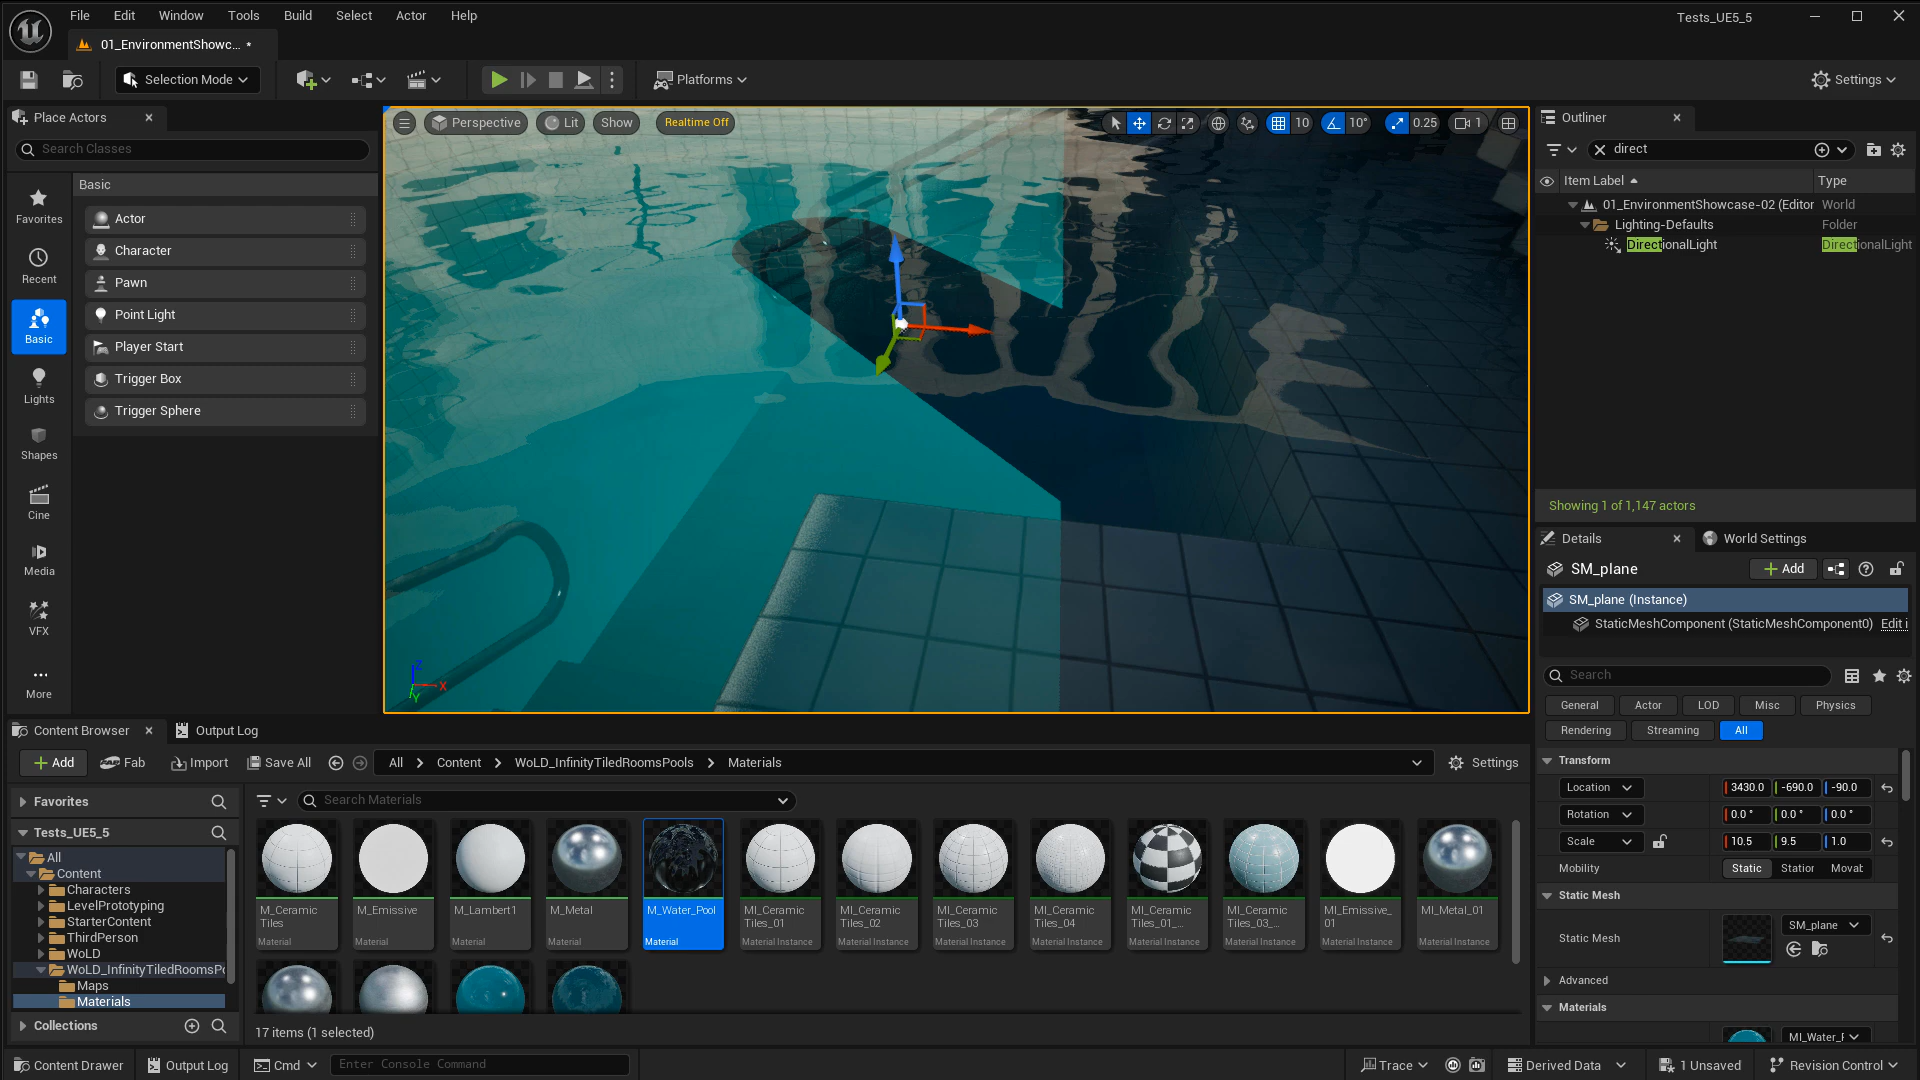 File Edit Window Tools Build Select Actor Help
Tests_UE5_5
01_EnvironmentShowc... *
Selection Mode
Platforms
Settings
Place Actors
Search Classes
Basic
Favorites
Recent
Basic
Lights
Shapes
Cine
Media
VFX
More
Actor
Character
Pawn
Point Light
Player Start
Trigger Box
Trigger Sphere
Perspective Lit Show Realtime Off
10 10° 0.25 1
Z
X
Y
Outliner
direct
Item Label Type
01_EnvironmentShowcase-02 (Editor World
Lighting-Defaults Folder
DirectionalLight DirectionalLight
Showing 1 of 1,147 actors
Details World Settings
SM_plane Add
SM_plane (Instance)
StaticMeshComponent (StaticMeshComponent0) Edit i
Search
General Actor LOD Misc Physics
Rendering Streaming All
Transform
Location 3430.0 -690.0 -90.0
Rotation 0.0 ° 0.0 ° 0.0 °
Scale 10.5 9.5 1.0
Mobility Static Station Movab
Static Mesh
Static Mesh SM_plane
Advanced
Materials
MI_Water_F
Content Browser Output Log
Add Fab Import Save All All Content WoLD_InfinityTiledRoomsPools Materials Settings
Favorites
Tests_UE5_5
All
Content
Characters
LevelPrototyping
StarterContent
ThirdPerson
WoLD
WoLD_InfinityTiledRoomsPo
Maps
Materials
Collections
Search Materials
M_Ceramic
Tiles
Material
M_Emissive
Material
M_Lambert1
Material
M_Metal
Material
M_Water_Pool
Material
MI_Ceramic
Tiles_01
Material Instance
MI_Ceramic
Tiles_02
Material Instance
MI_Ceramic
Tiles_03
Material Instance
MI_Ceramic
Tiles_04
Material Instance
MI_Ceramic
Tiles_01_...
Material Instance
MI_Ceramic
Tiles_03_...
Material Instance
MI_Emissive_
01
Material Instance
MI_Metal_01
Material Instance
17 items (1 selected)
Content Drawer Output Log Cmd Enter Console Command
Trace Derived Data 1 Unsaved Revision Control